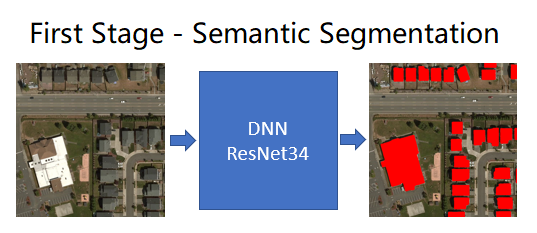 First Stage - Semantic Segmentation
DNN
ResNet34